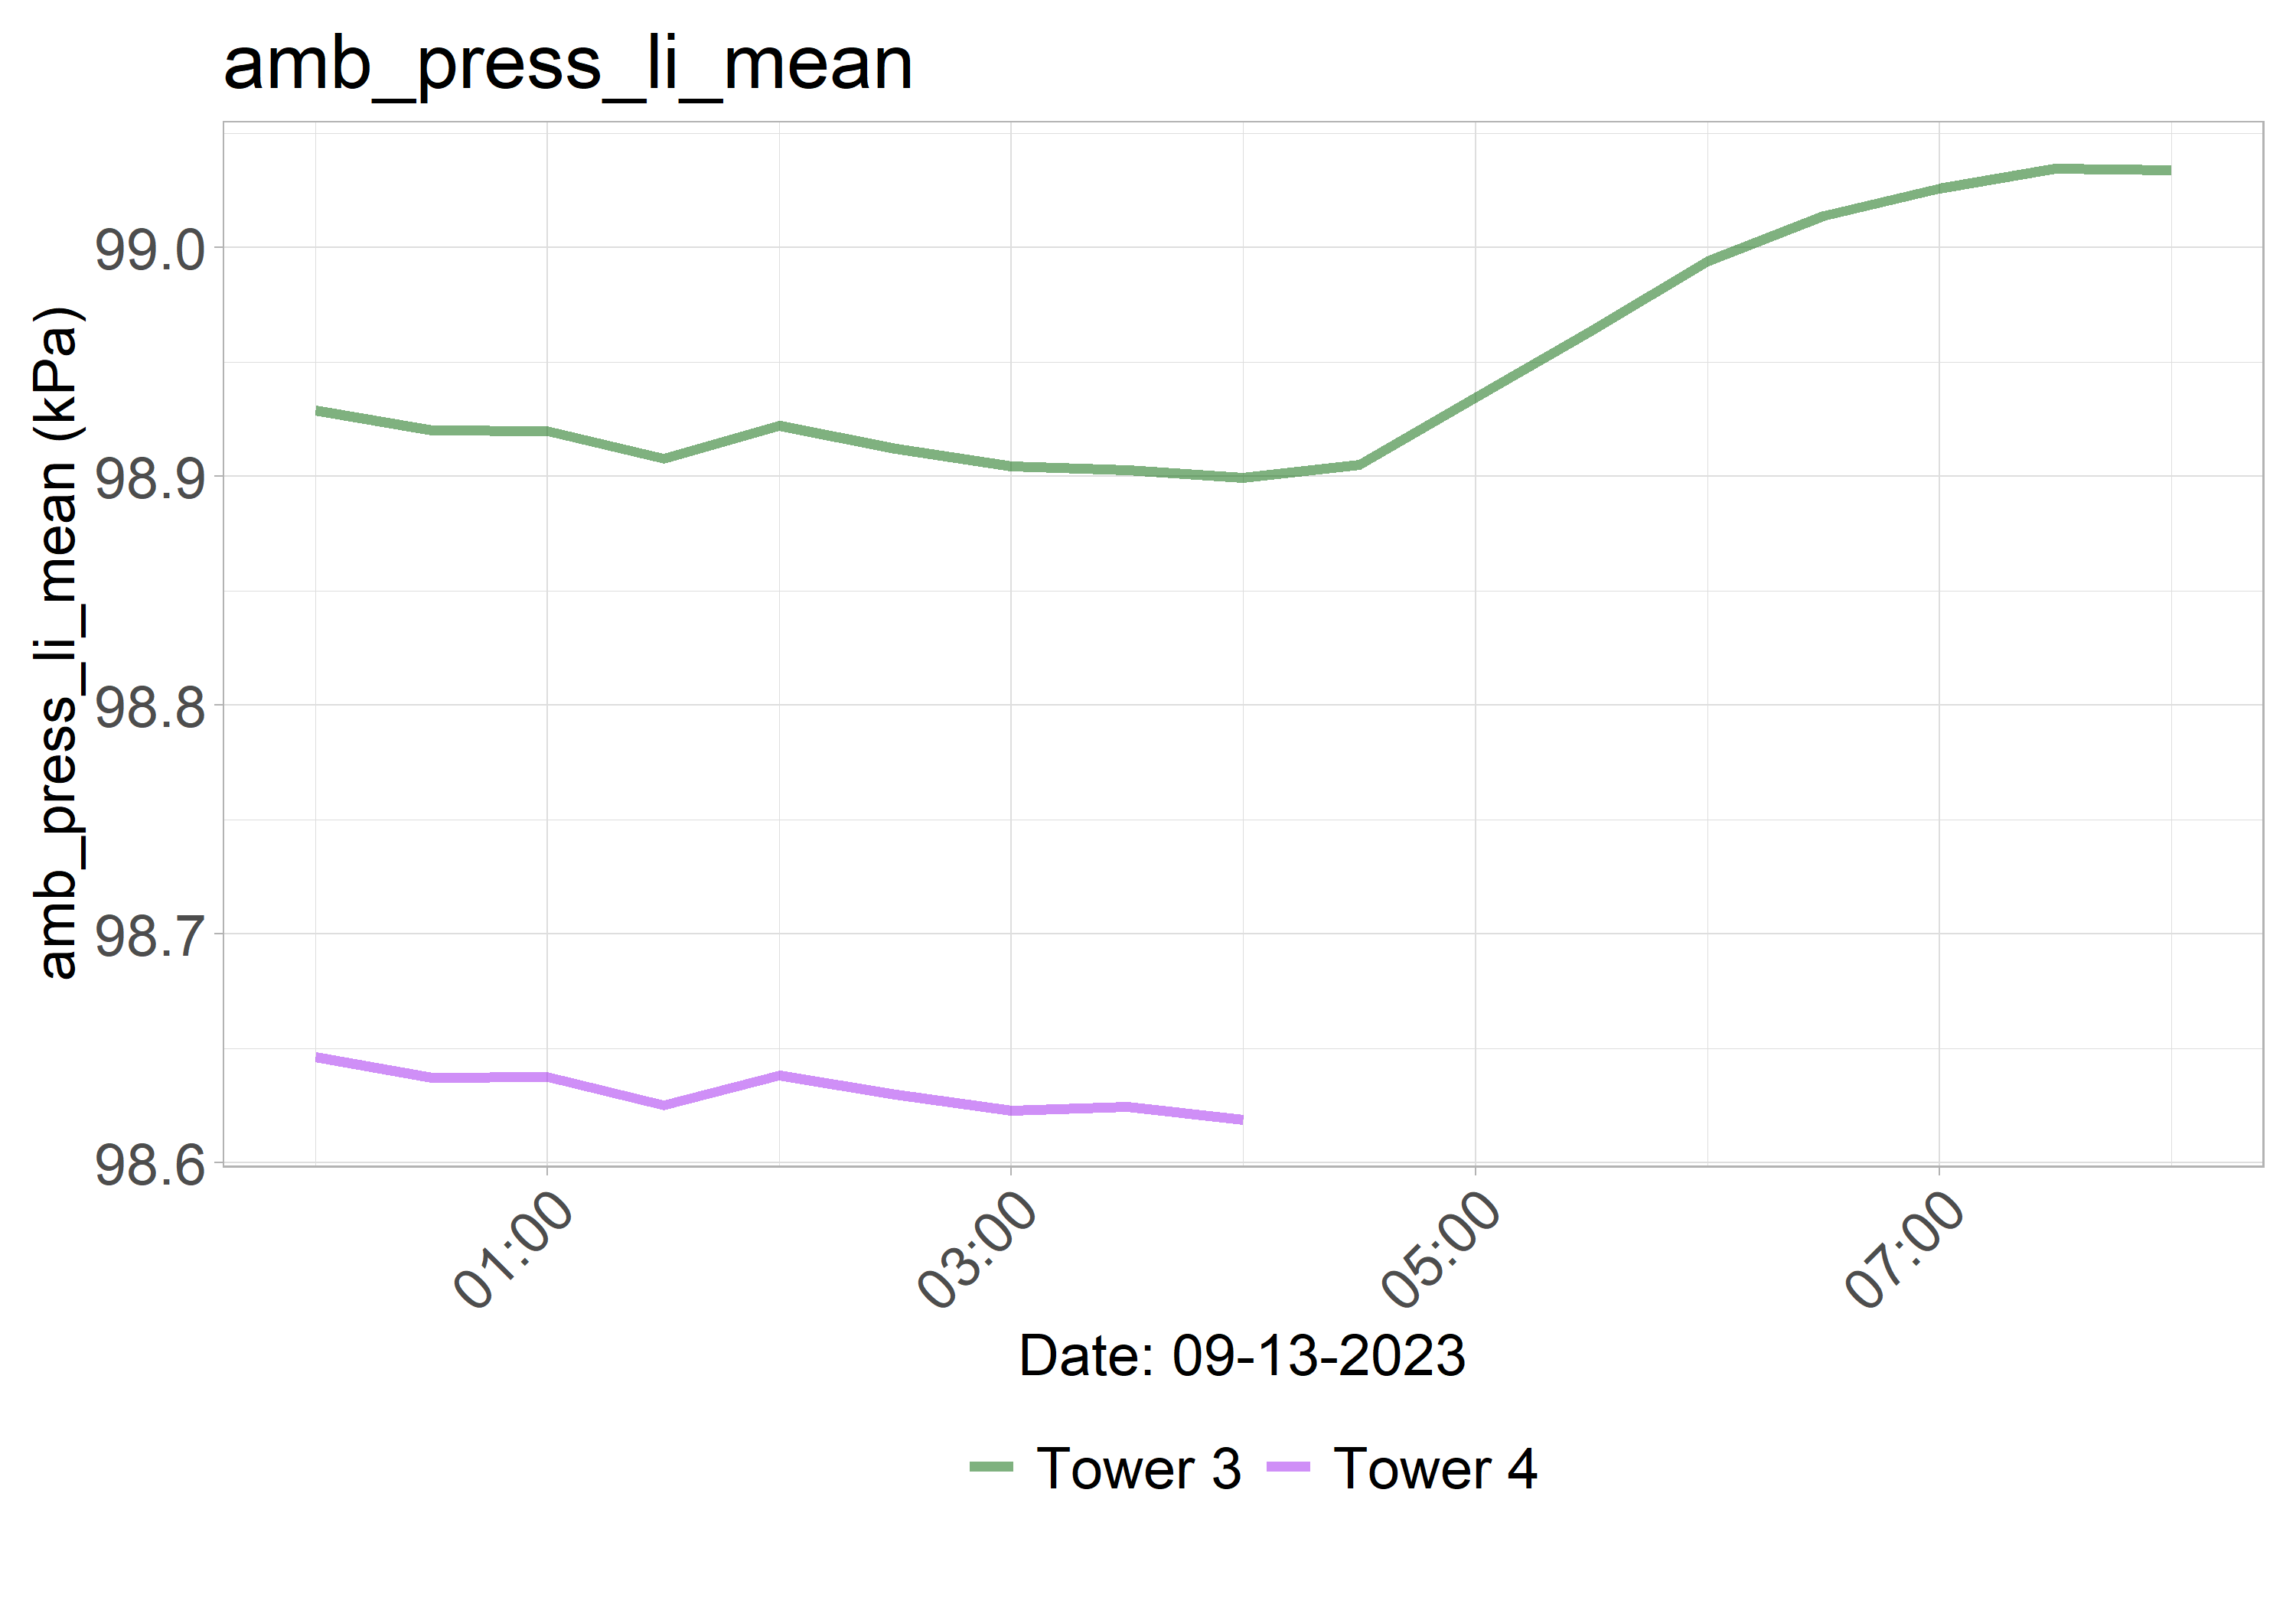 amb_press_li_mean
amb_press_li_mean (kPa)
99.0
98.9
98.8
98.7
98.6
01:00
03:00
05:00
07:00
Date: 09-13-2023
Tower 3
Tower 4